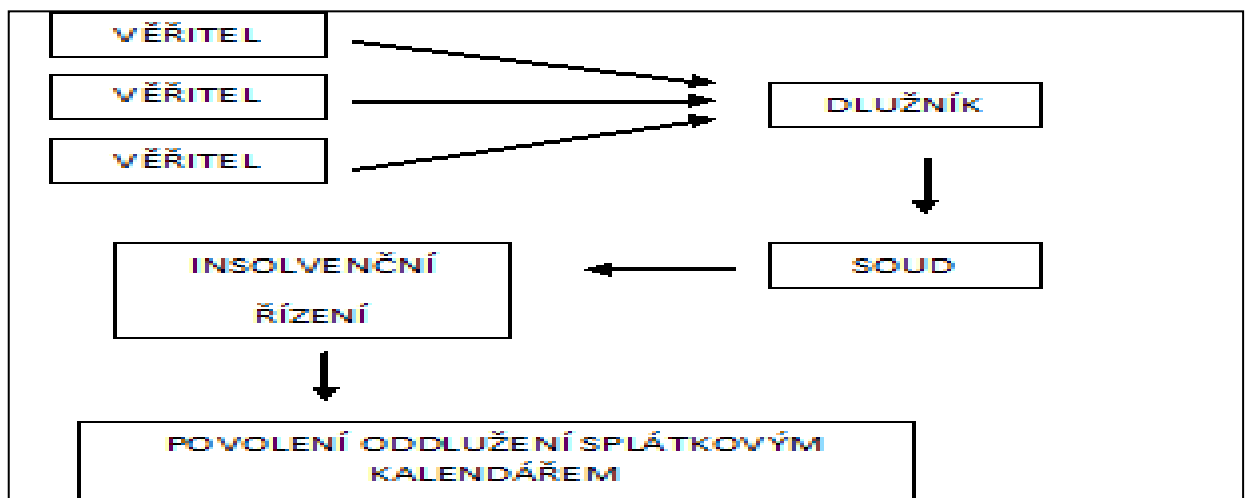 VĚŘITEL
VĚŘITEL
VĚŘITEL
DLUŽNÍK
SOUD
INSOLVENČNÍ
ŘÍZENÍ
POVOLENÍ ODDLUŽENÍ SPLÁTKOVÝM
KALENDÁŘEM